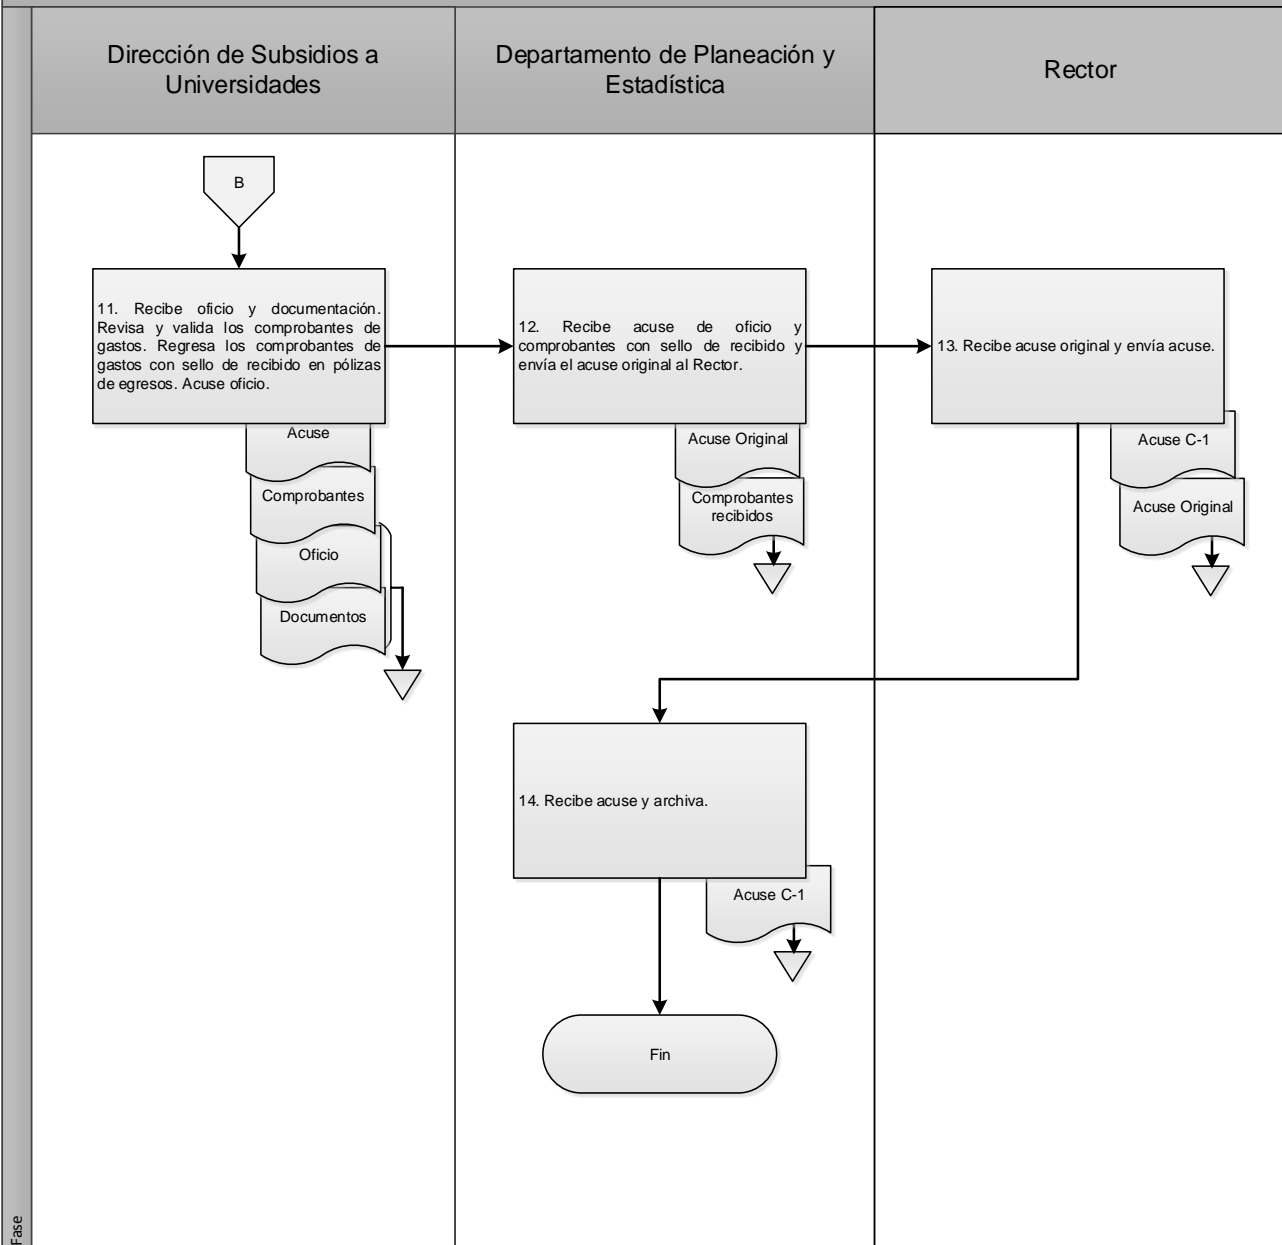 Dirección de Subsidios a
Universidades
Departamento de Planeación y
Estadística
Rector
B
11. Recibe oficio y documentación.
Revisa y valida los comprobantes de
gastos. Regresa los comprobantes de
gastos con sello de recibido en pólizas
de egresos. Acuse oficio.
12. Recibe acuse de oficio y
comprobantes con sello de recibido y
envía el acuse original al Rector.
13. Recibe acuse original y envía acuse.
Acuse
Comprobantes
Oficio
Documentos
Acuse Original
Comprobantes
recibidos
Acuse C-1
Acuse Original
14. Recibe acuse y archiva.
Acuse C-1
Fin
Fase